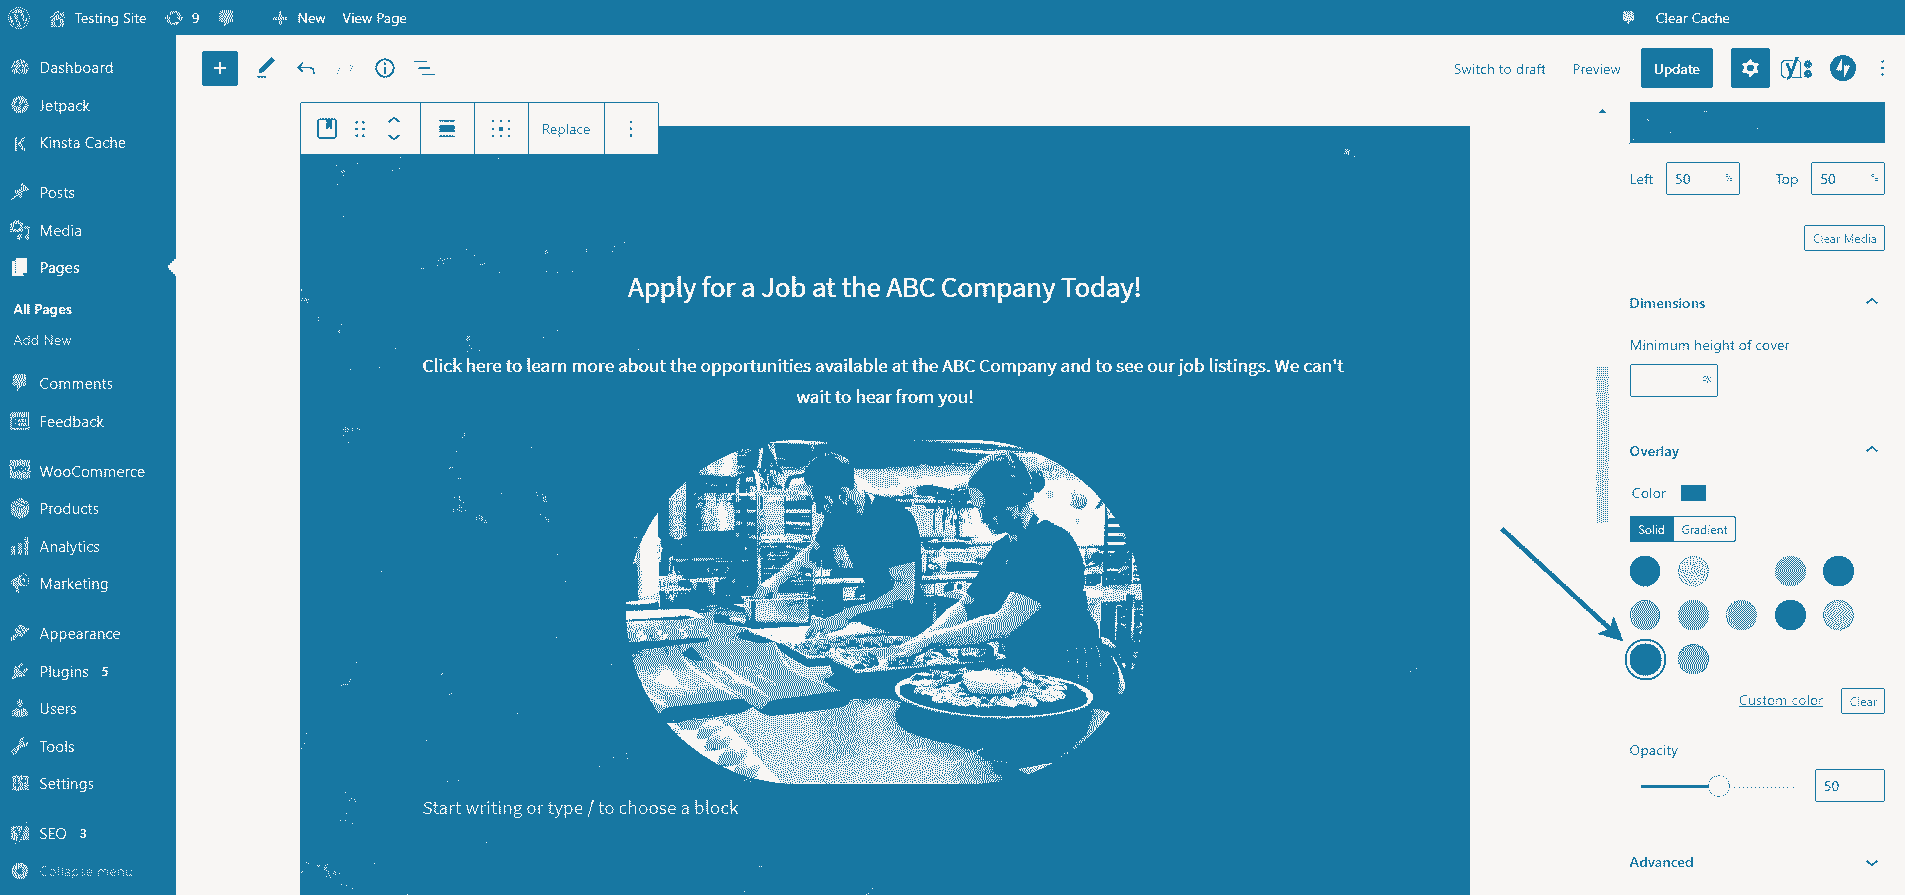 Testing Site
9
New
View Page
Clear Cache
Dashboard
Jetpack
Kinsta Cache
Posts
Media
Pages
All Pages
Add New
Comments
Feedback
WooCommerce
Products
Analytics
Marketing
Appearance
Plugins 5
Users
Tools
Settings
SEO 3
Collapse menu
Switch to draft
Preview
Update
Replace
Apply for a Job at the ABC Company Today!
Click here to learn more about the opportunities available at the ABC Company and to see our job listings. We can't
wait to hear from you!
Start writing or type / to choose a block
Left 50 %
Top 50 %
Clear Media
Dimensions
Minimum height of cover
Overlay
Color
Solid
Gradient
Custom color
Clear
Opacity
50
Advanced